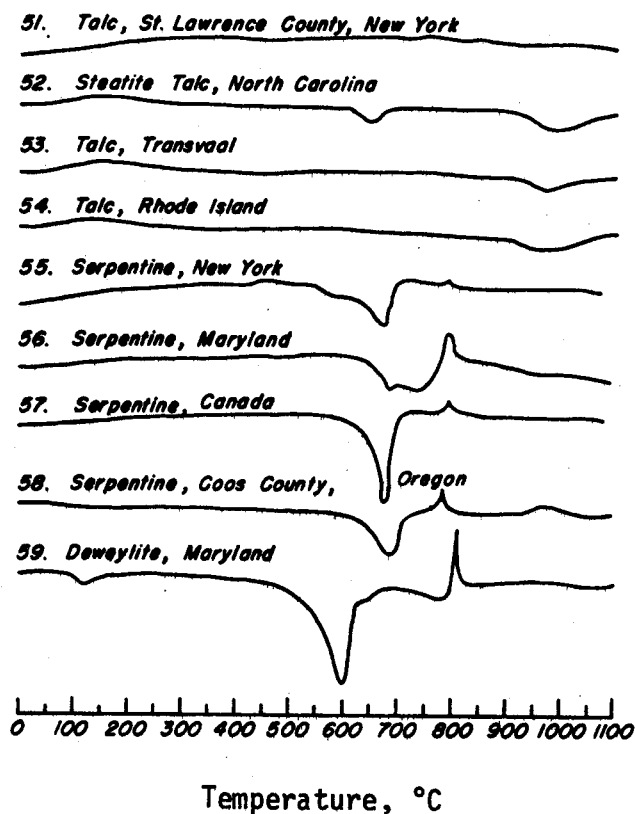 51. Talc, St. Lawrence County, New York
52. Steatite Talc, North Carolina
53. Talc, Transvaal
54. Talc, Rhode Island
55. Serpentine, New York
56. Serpentine, Maryland
57. Serpentine, Canada
58. Serpentine, Coos County, Oregon
59. Deweylite, Maryland
0 100 200 300 400 500 600 700 800 900 1000 1100
Temperature, °C